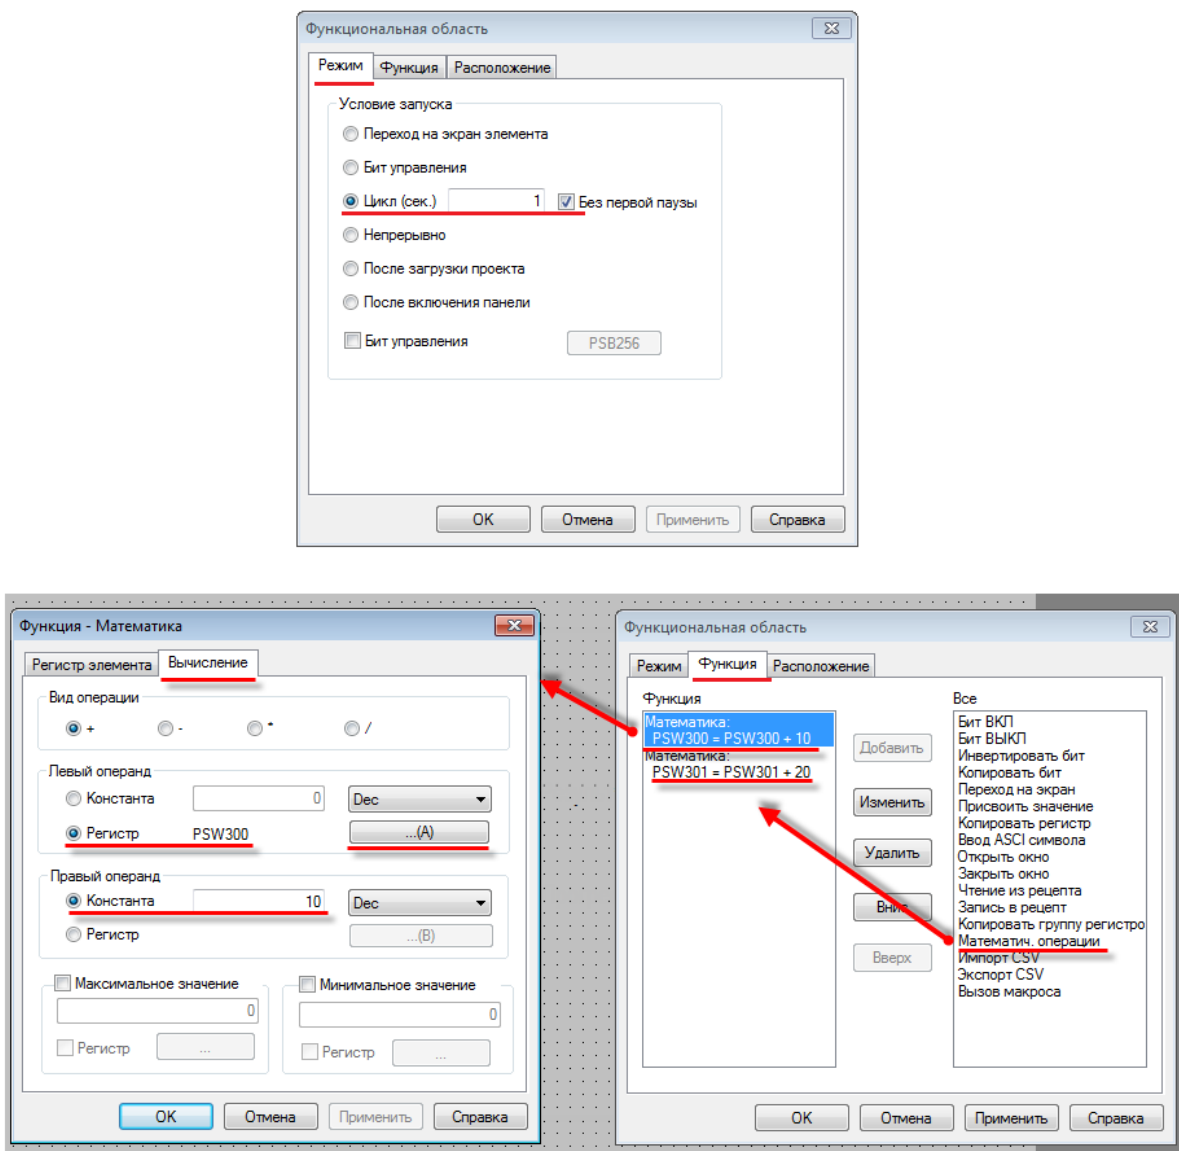 Функциональная область
Режим Функция Расположение
Условие запуска
Переход на экран элемента
Бит управления
Цикл (сек.) 1 Без первой паузы
Непрерывно
После загрузки проекта
После включения панели
Бит управления PSB256
OK Отмена Применить Справка
Функция - Математика
Регистр элемента Вычисление
Вид операции
+ - * /
Левый операнд
Константа 0 Dec
Регистр PSW300 ...(A)
Правый операнд
Константа 10 Dec
Регистр ...(B)
Максимальное значение Минимальное значение
0 0
Регистр ... Регистр ...
OK Отмена Применить Справка
Функциональная область
Режим Функция Расположение
Функция
Математика:
PSW300 = PSW300 + 10
Математика:
PSW301 = PSW301 + 20
Добавить
Изменить
Удалить
Вниз
Вверх
Все
Бит ВКЛ
Бит ВЫКЛ
Инвертировать бит
Копировать бит
Переход на экран
Присвоить значение
Копировать регистр
Ввод ASCI символа
Открыть окно
Закрыть окно
Чтение из рецепта
Запись в рецепт
Копировать группу регистро
Математич. операции
Импорт CSV
Экспорт CSV
Вызов макроса
OK Отмена Применить Справка